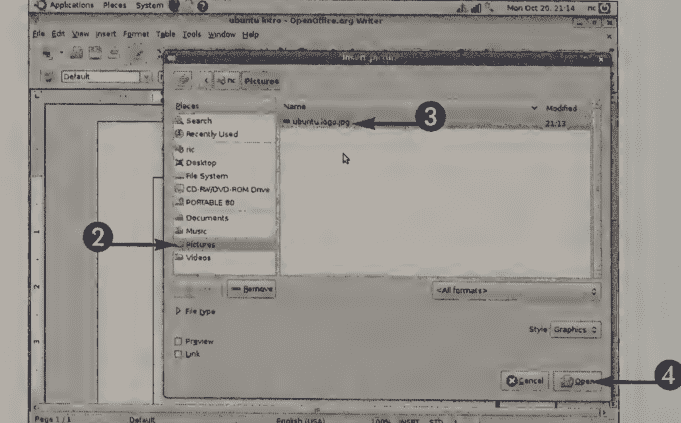 Applications Places System
Mon Oct 20, 21:14 nc
ubuntu intro - OpenOffice.org Writer
File Edit View Insert Format Table Tools Window Help
Insert picture
Default
nc Pictures
Places
Name
Modified
Search
ubuntu logo.jpg
21:13
3
Recently Used
nc
Desktop
File System
CD-RW/DVD-ROM Drive
PORTABLE 80
Documents
Music
2
Pictures
Videos
Remove
<All formats>
File type
Style: Graphics
Preview
Link
Cancel
Open
4
Page 1 / 1
Default
English (USA)
100%
INSRT
STD